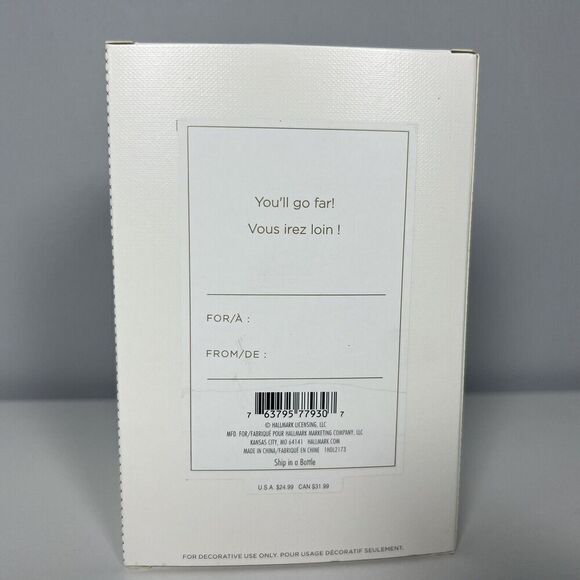 You'll go far!
Vous irez loin !
FOR/À :
FROM/DE :
7 63795 77930 7
© HALLMARK LICENSING, LLC
MFD. FOR/FABRIQUÉ POUR HALLMARK MARKETING COMPANY, LLC
KANSAS CITY, MO 64141 HALLMARK.COM
MADE IN CHINA/FABRIQUÉ EN CHINE 1HDL2173
Ship in a Bottle
U.S.A. $24.99 CAN $31.99
FOR DECORATIVE USE ONLY. POUR USAGE DÉCORATIF SEULEMENT.